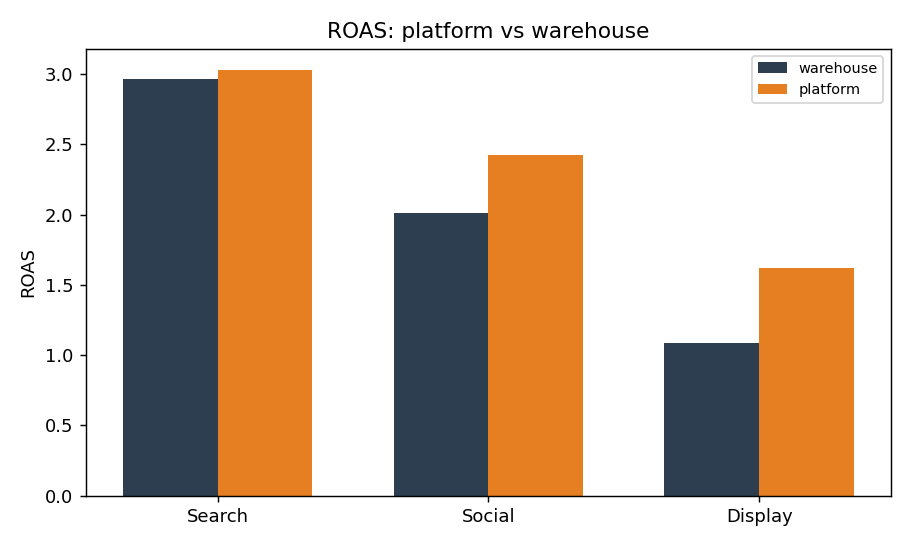 ROAS: platform vs warehouse
warehouse
platform
ROAS
3.0
2.5
2.0
1.5
1.0
0.5
0.0
Search Social Display